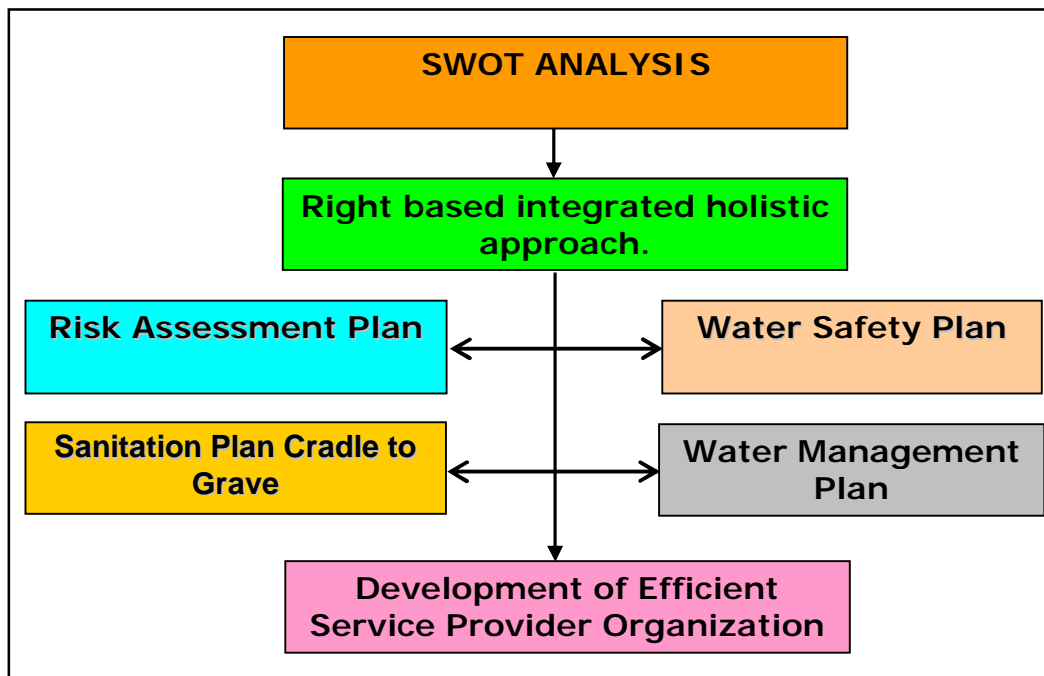 SWOT ANALYSIS
Right based integrated holistic
approach.
Risk Assessment Plan
Water Safety Plan
Sanitation Plan Cradle to
Grave
Water Management
Plan
Development of Efficient
Service Provider Organization